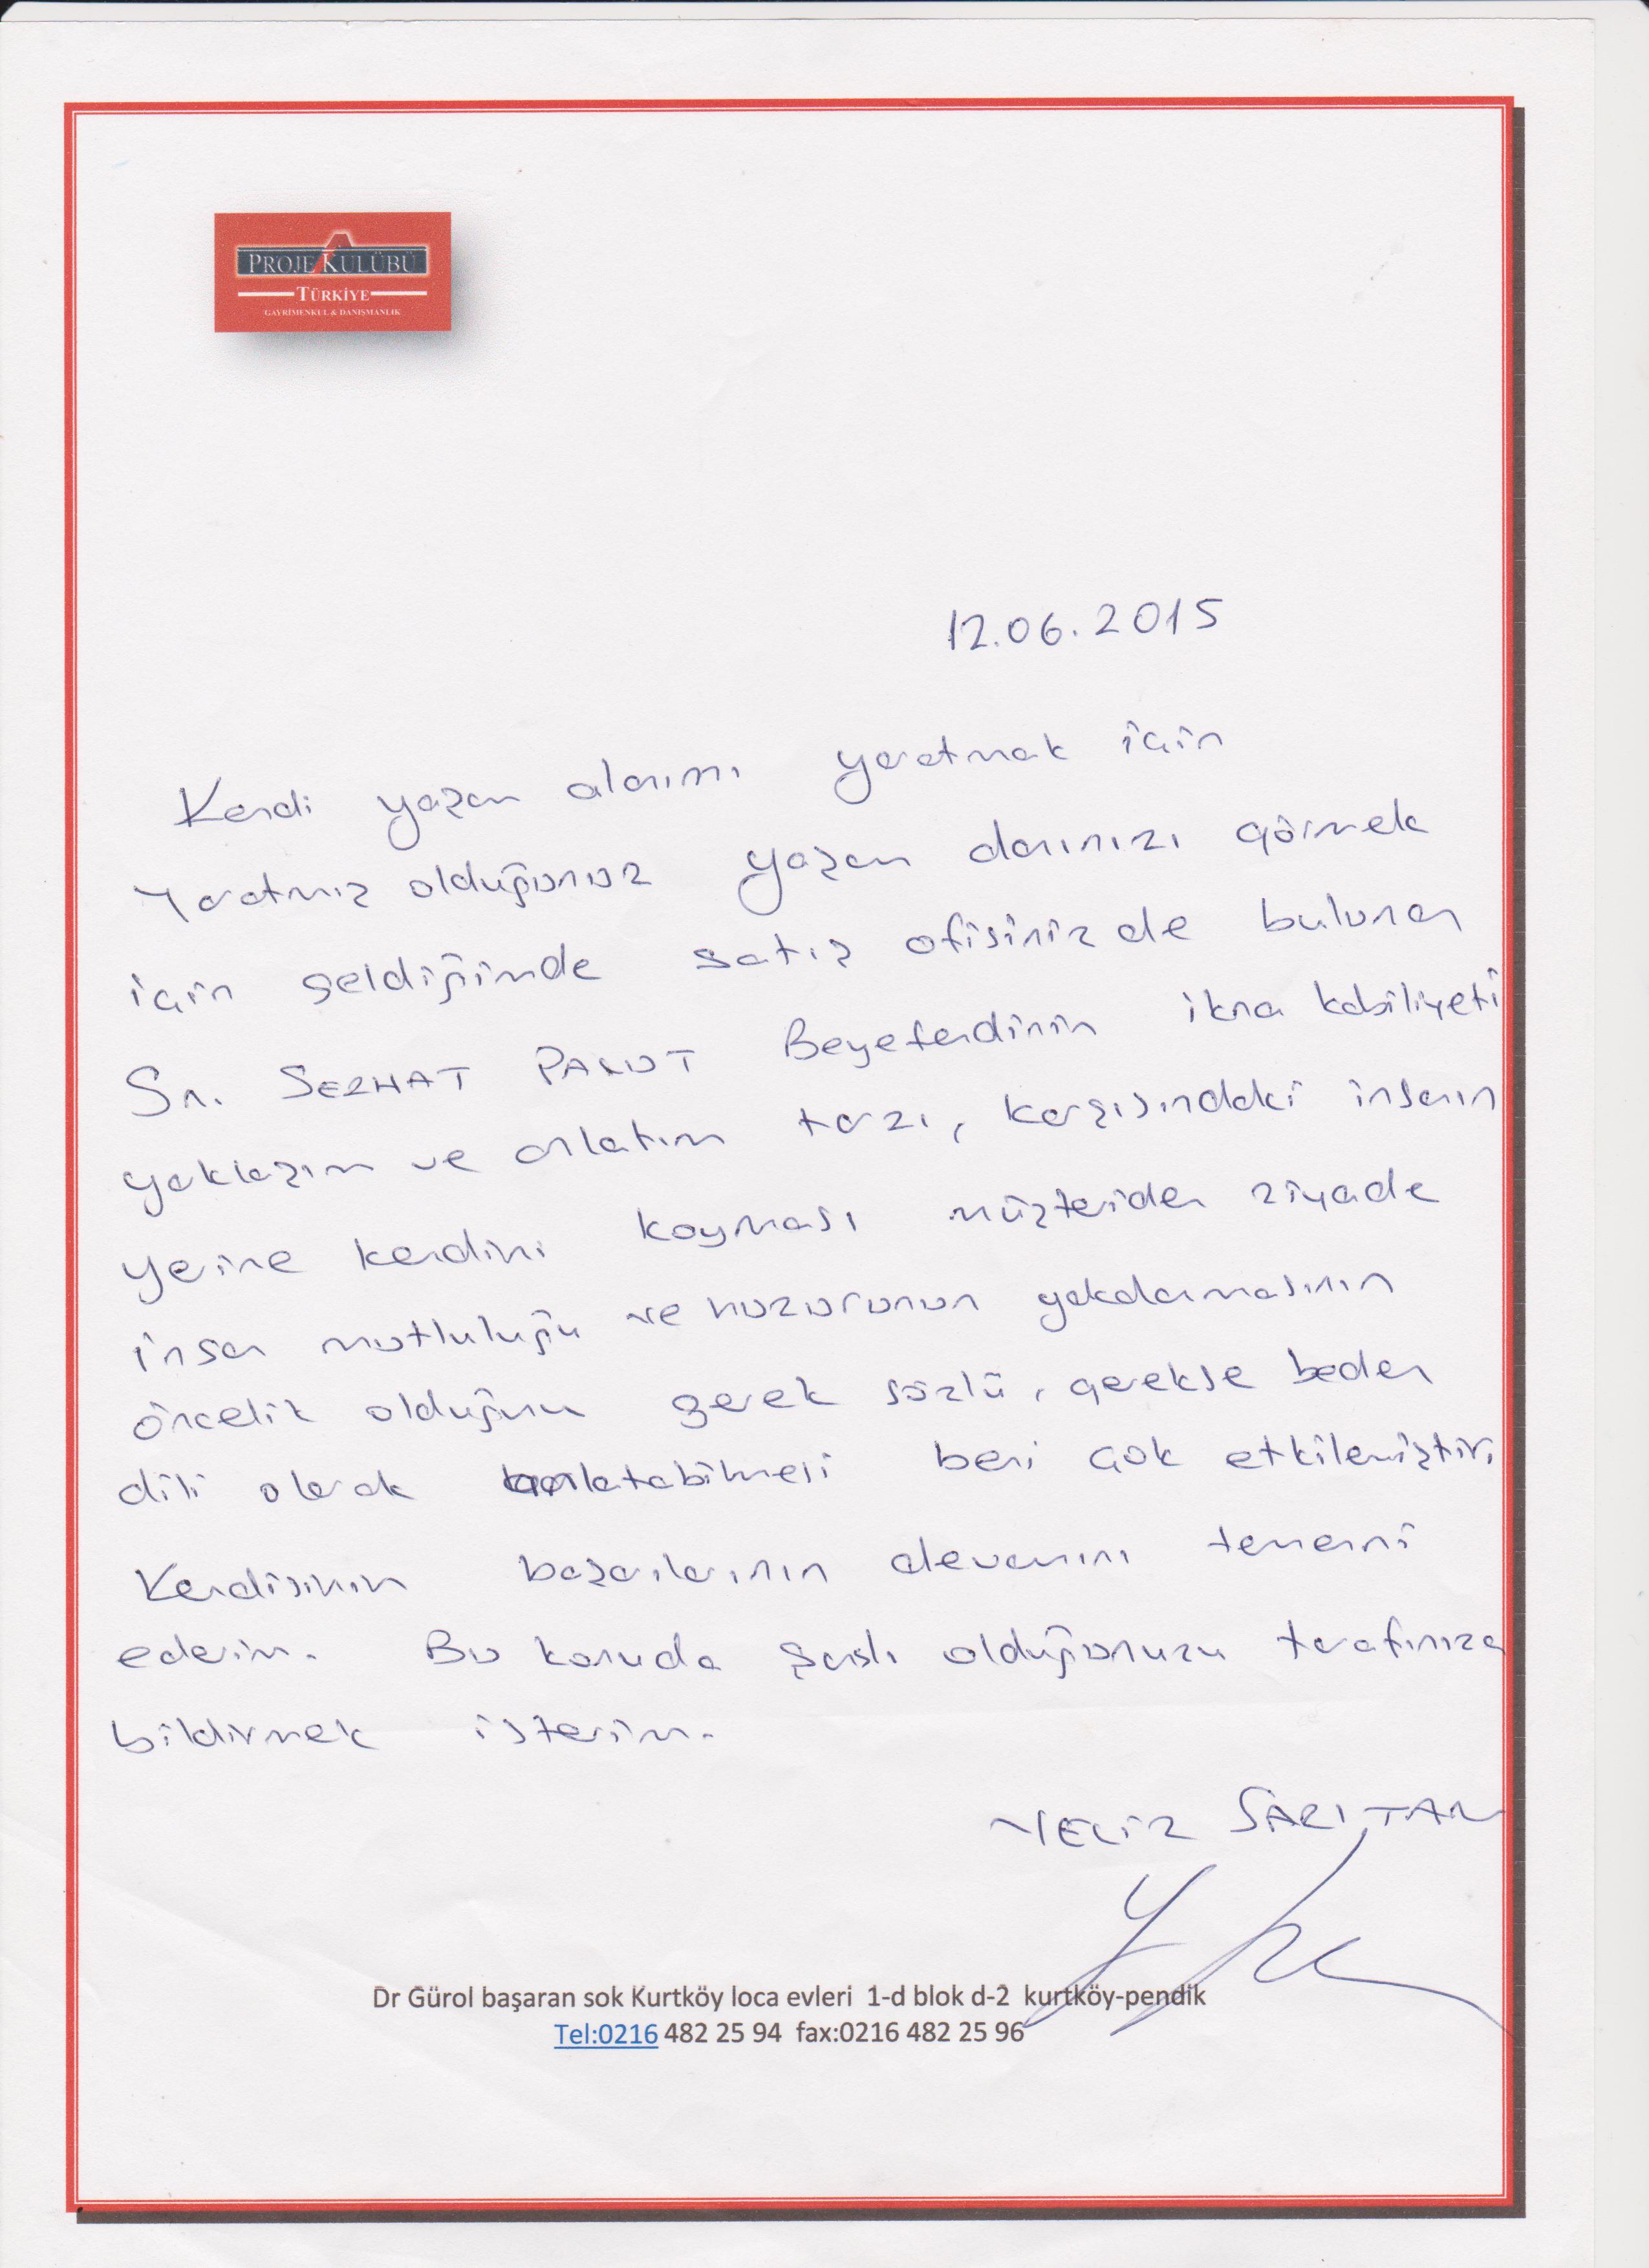 PROJE KULÜBÜ
TÜRKİYE
GAYRİMENKUL & DANIŞMANLIK
12.06.2015
Kendi yaşam alanımı yaratmak için
Yaratmış olduğunuz yaşam alanınızı görmek
için geldiğimde satış ofisinizde bulunan
Sn. SERHAT PALUT Beyefendinin ikna kabiliyeti
yaklaşım ve anlatım tarzı, karşısındaki insanın
yerine kendini koyması müşteriden ziyade
insan mutluluğu ve huzurunun yakalanmasının
öncelik olduğunu gerek sözlü, gerekse beden
dili olarak anlatabilmesi beni çok etkilemiştir.
Kendisinin başarılarının devamını temenni
ederim. Bu konuda şanslı olduğunuzu tarafınıza
bildirmek isterim.
YELİZ SARITAN
Dr Gürol başaran sok Kurtköy loca evleri 1-d blok d-2 kurtköy-pendik
Tel:0216 482 25 94 fax:0216 482 25 96